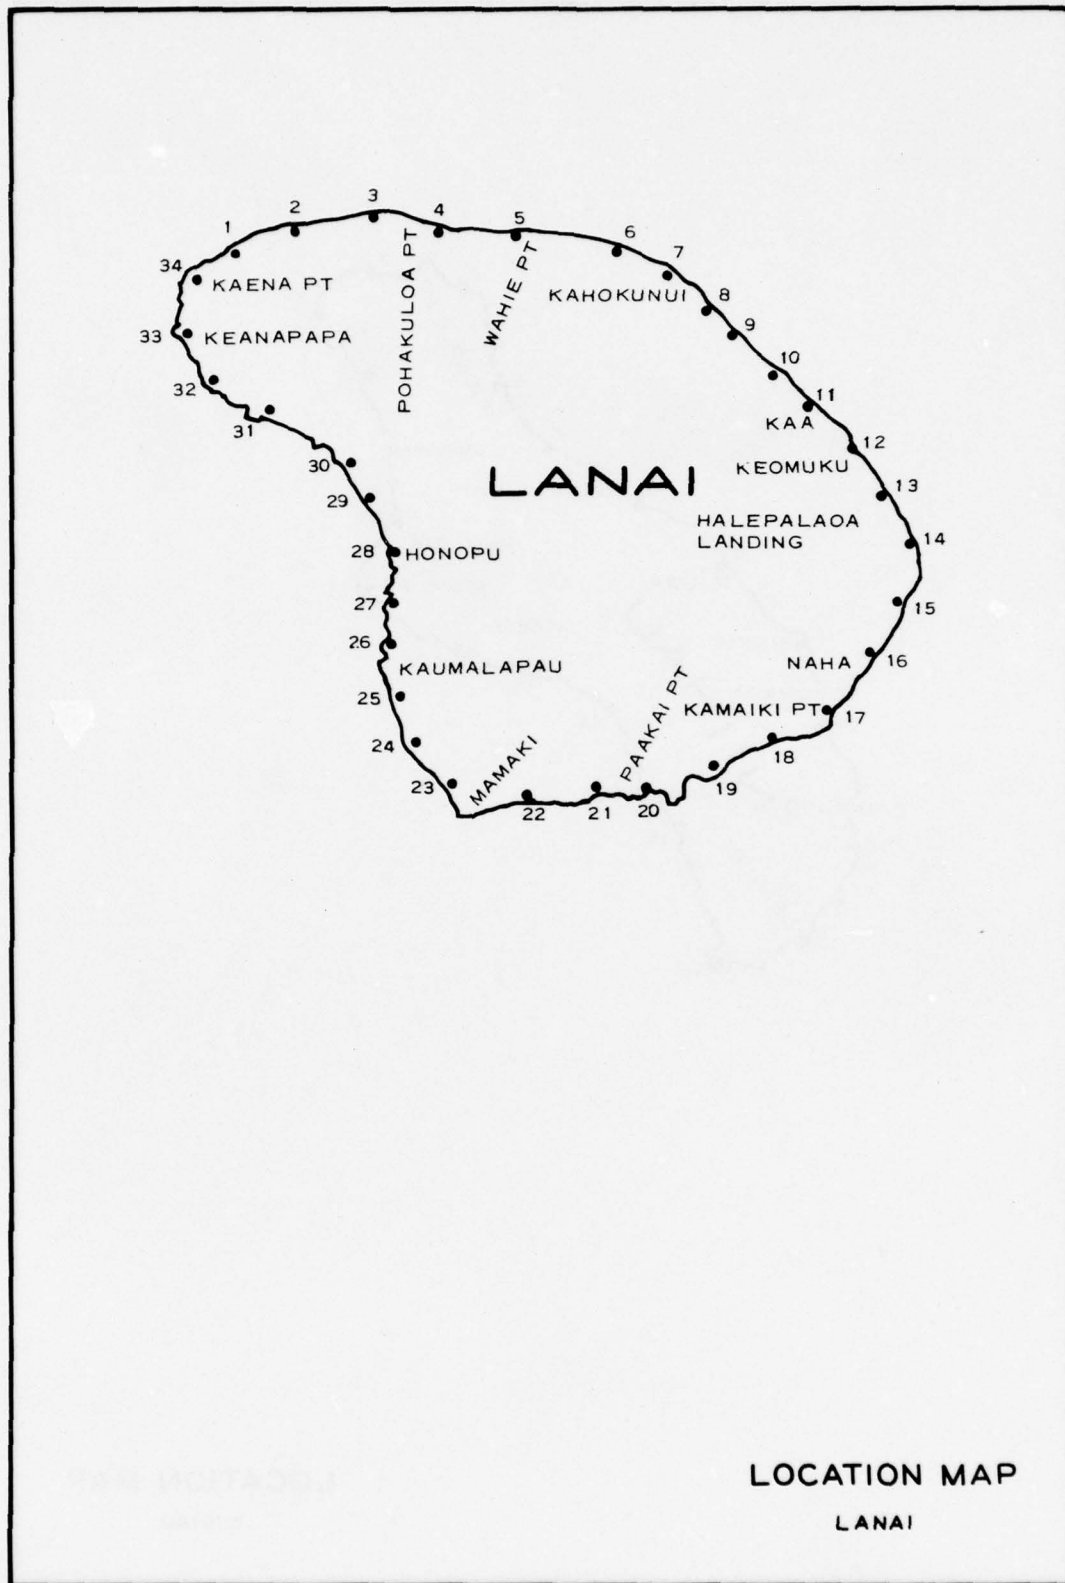 3
2
4
5
1
6
7
34
KAENA PT
POHAKULOA PT
WAHIE PT
KAHOKUNUI
8
33
KEANAPAPA
9
10
32
11
31
KAA
12
30
LANAI
KEOMUKU
29
13
HALEPALAOA
LANDING
14
28
HONOPU
27
15
26
KAUMALAPAU
NAHA
16
25
PAAKAI PT
KAMAIKI PT
17
24
18
23
MAMAKI
19
22
21
20
LOCATION MAP
LANAI